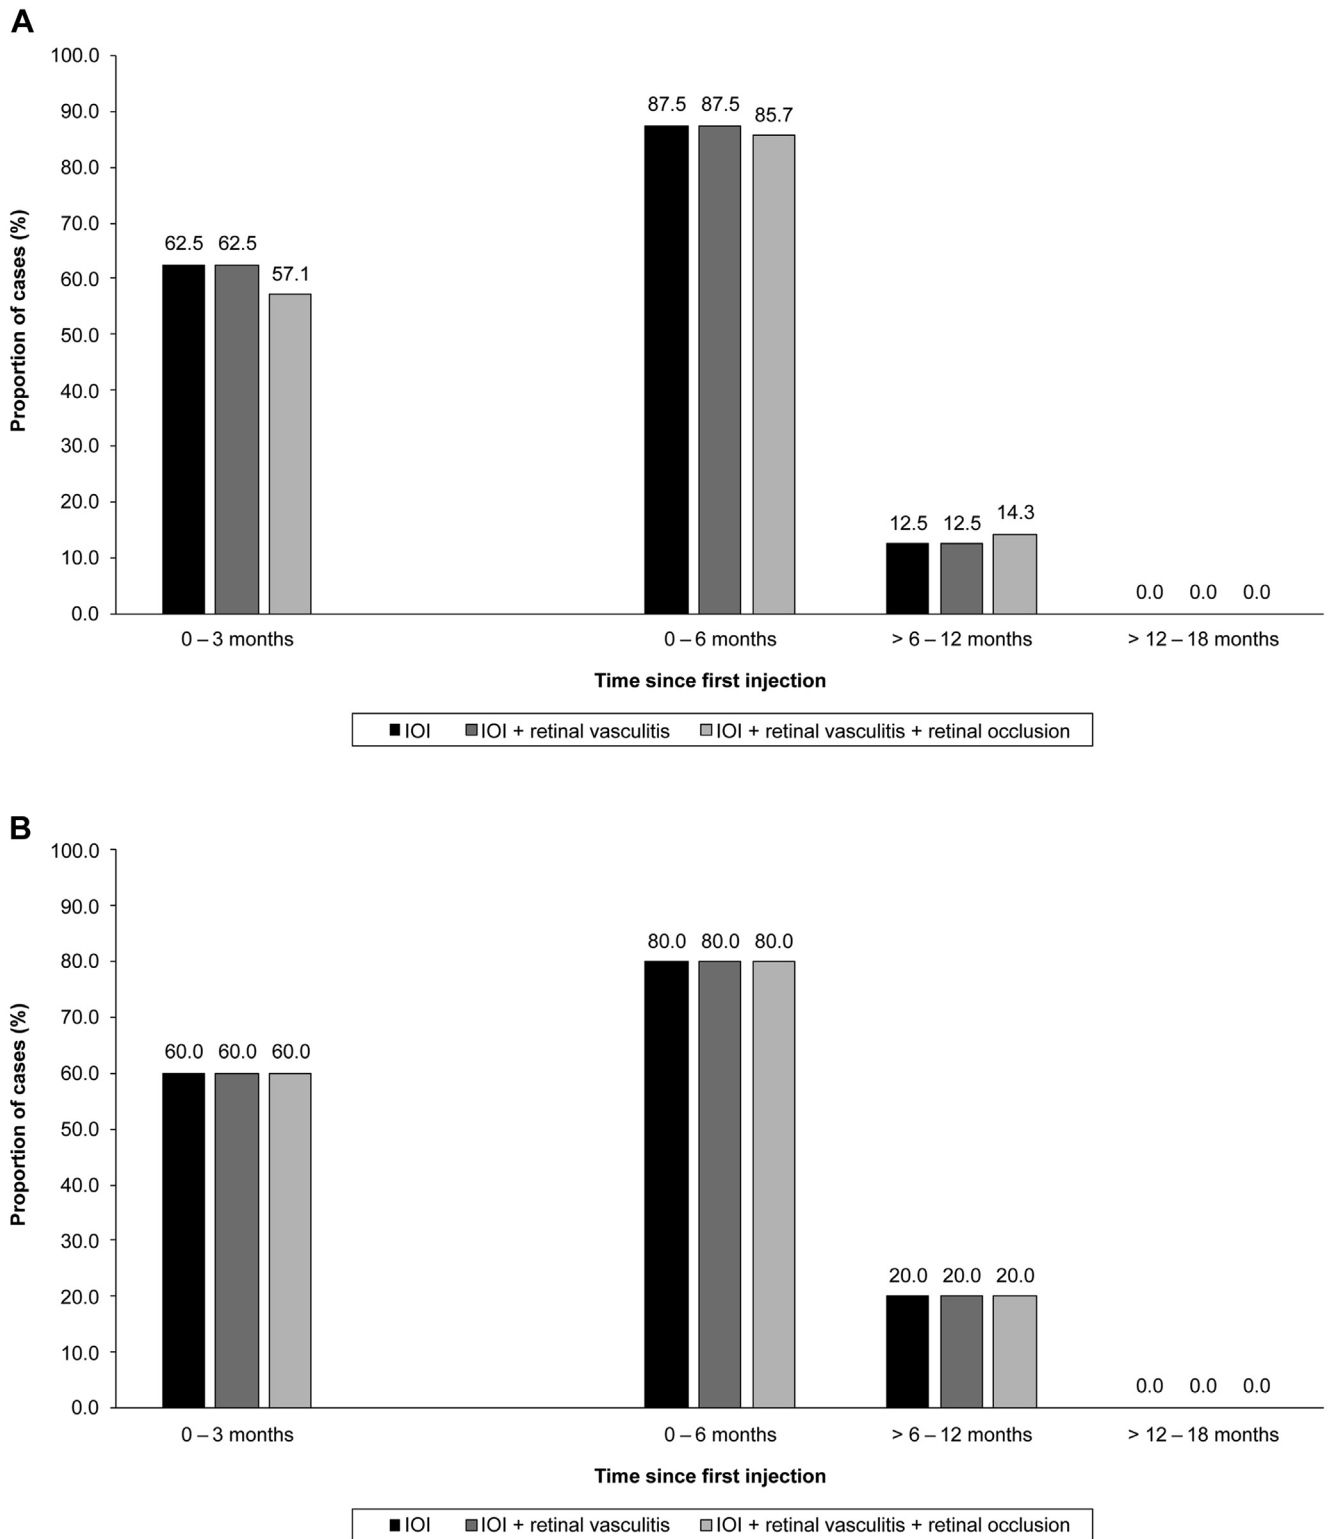 A
100.0
90.0
80.0
70.0
60.0
50.0
40.0
30.0
20.0
10.0
0.0
Proportion of cases (%)
62.5 62.5 57.1
87.5 87.5 85.7
12.5 12.5 14.3
0.0 0.0 0.0
0 – 3 months 0 – 6 months > 6 – 12 months > 12 – 18 months
Time since first injection
IOI IOI + retinal vasculitis IOI + retinal vasculitis + retinal occlusion
B
100.0
90.0
80.0
70.0
60.0
50.0
40.0
30.0
20.0
10.0
0.0
Proportion of cases (%)
60.0 60.0 60.0
80.0 80.0 80.0
20.0 20.0 20.0
0.0 0.0 0.0
0 – 3 months 0 – 6 months > 6 – 12 months > 12 – 18 months
Time since first injection
IOI IOI + retinal vasculitis IOI + retinal vasculitis + retinal occlusion